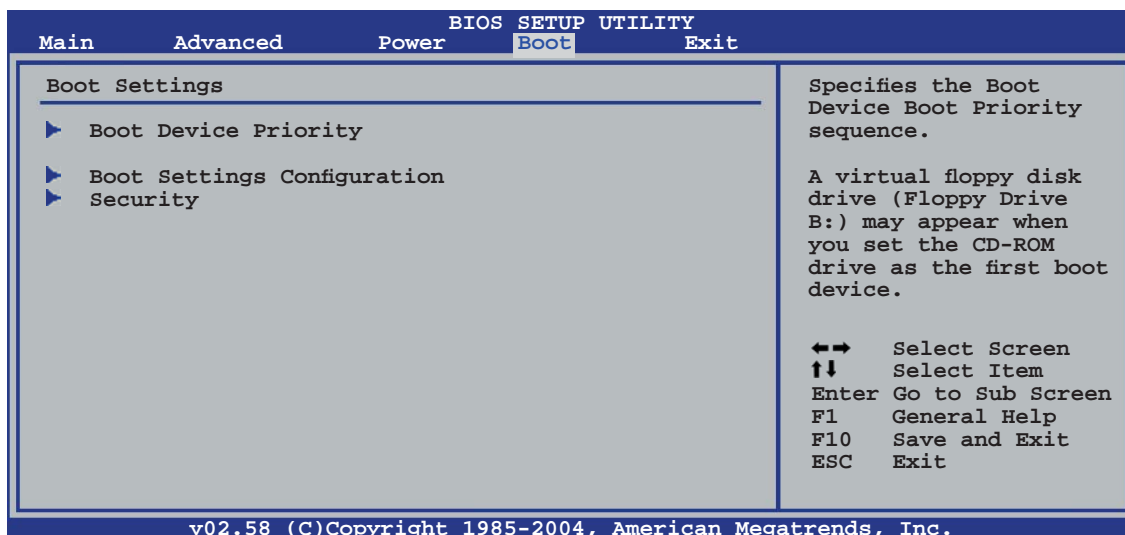 BIOS SETUP UTILITY
Main Advanced Power Boot Exit
Boot Settings
Boot Device Priority
Boot Settings Configuration
Security
Specifies the Boot
Device Boot Priority
sequence.
A virtual floppy disk
drive (Floppy Drive
B:) may appear when
you set the CD-ROM
drive as the first boot
device.
←→ Select Screen
↑↓ Select Item
Enter Go to Sub Screen
F1 General Help
F10 Save and Exit
ESC Exit
v02.58 (C)Copyright 1985-2004, American Megatrends, Inc.